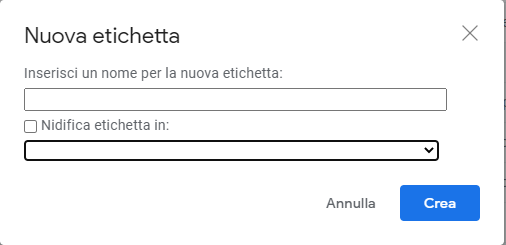 Nuova etichetta
Inserisci un nome per la nuova etichetta:
Nidifica etichetta in:
Annulla Crea